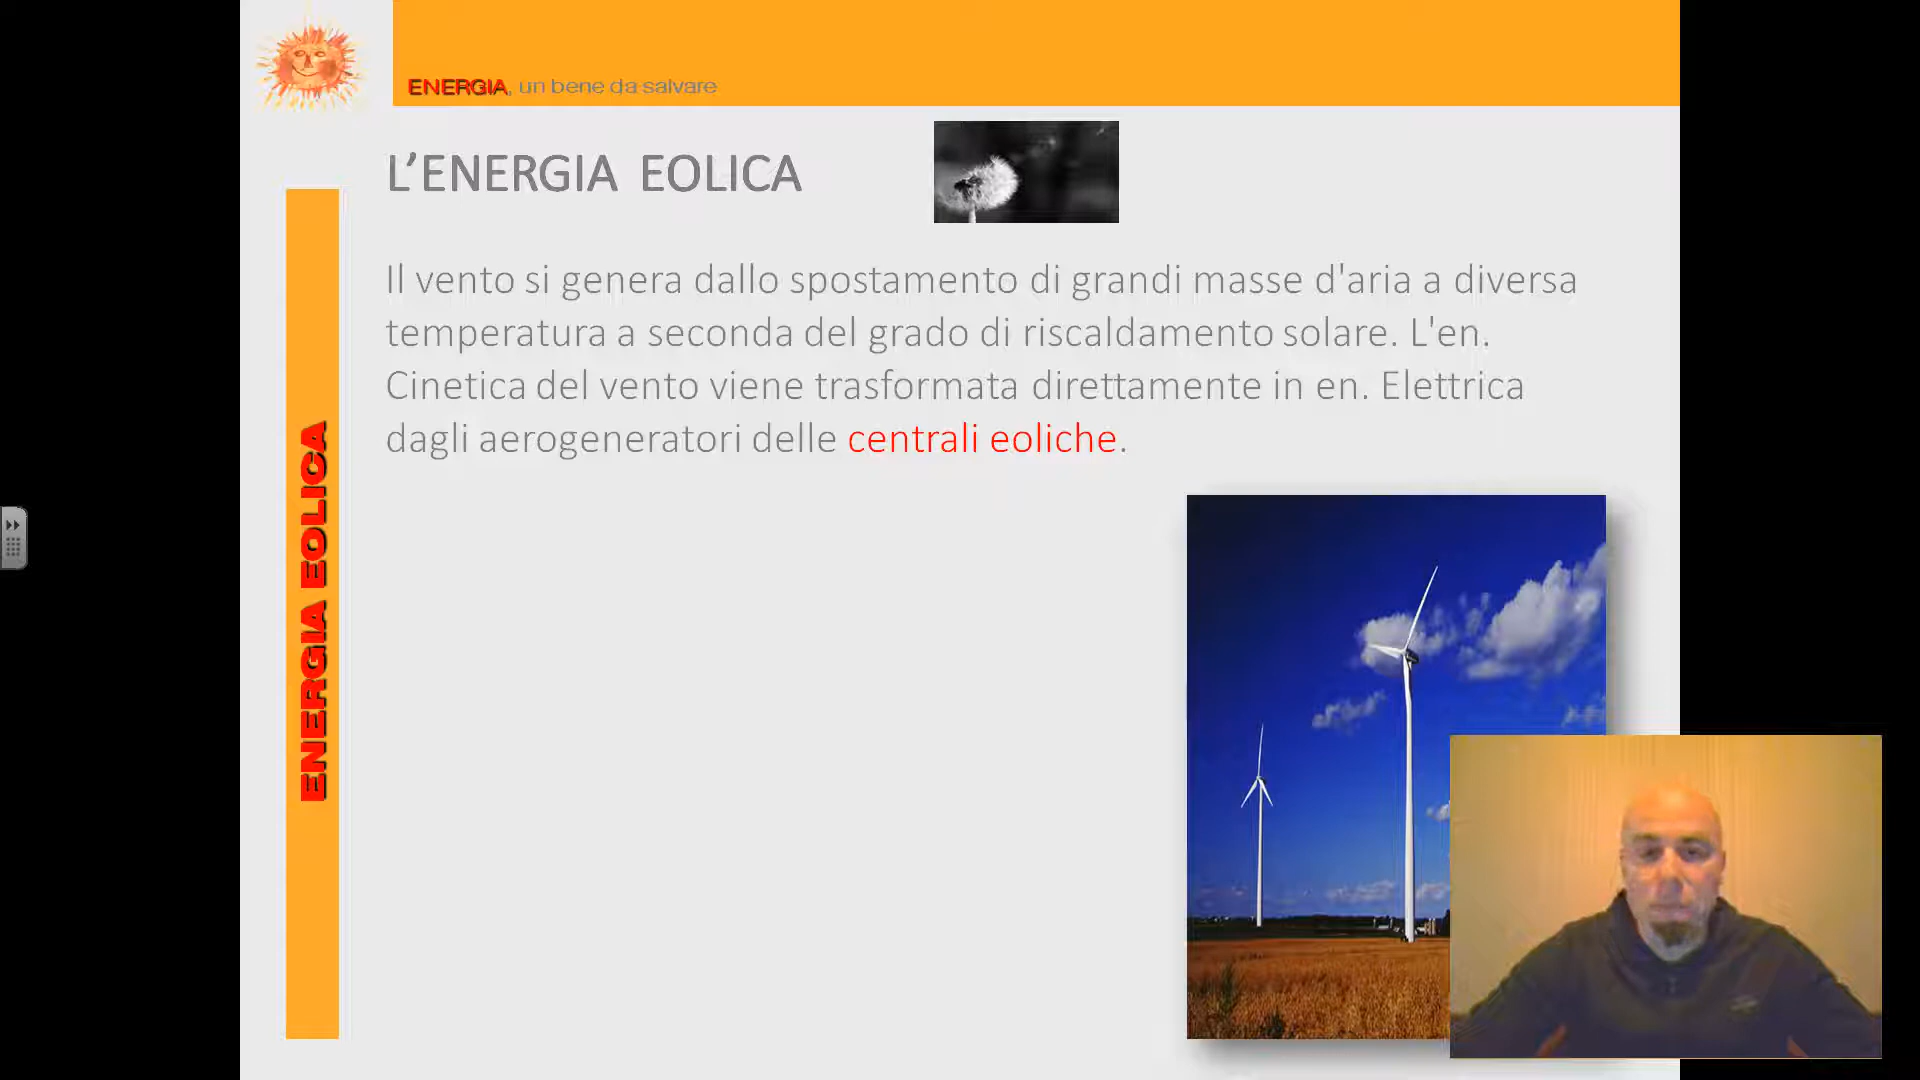 ENERGIA, un bene da salvare
L’ENERGIA EOLICA
Il vento si genera dallo spostamento di grandi masse d'aria a diversa
temperatura a seconda del grado di riscaldamento solare. L'en.
Cinetica del vento viene trasformata direttamente in en. Elettrica
dagli aerogeneratori delle centrali eoliche.
ENERGIA EOLICA